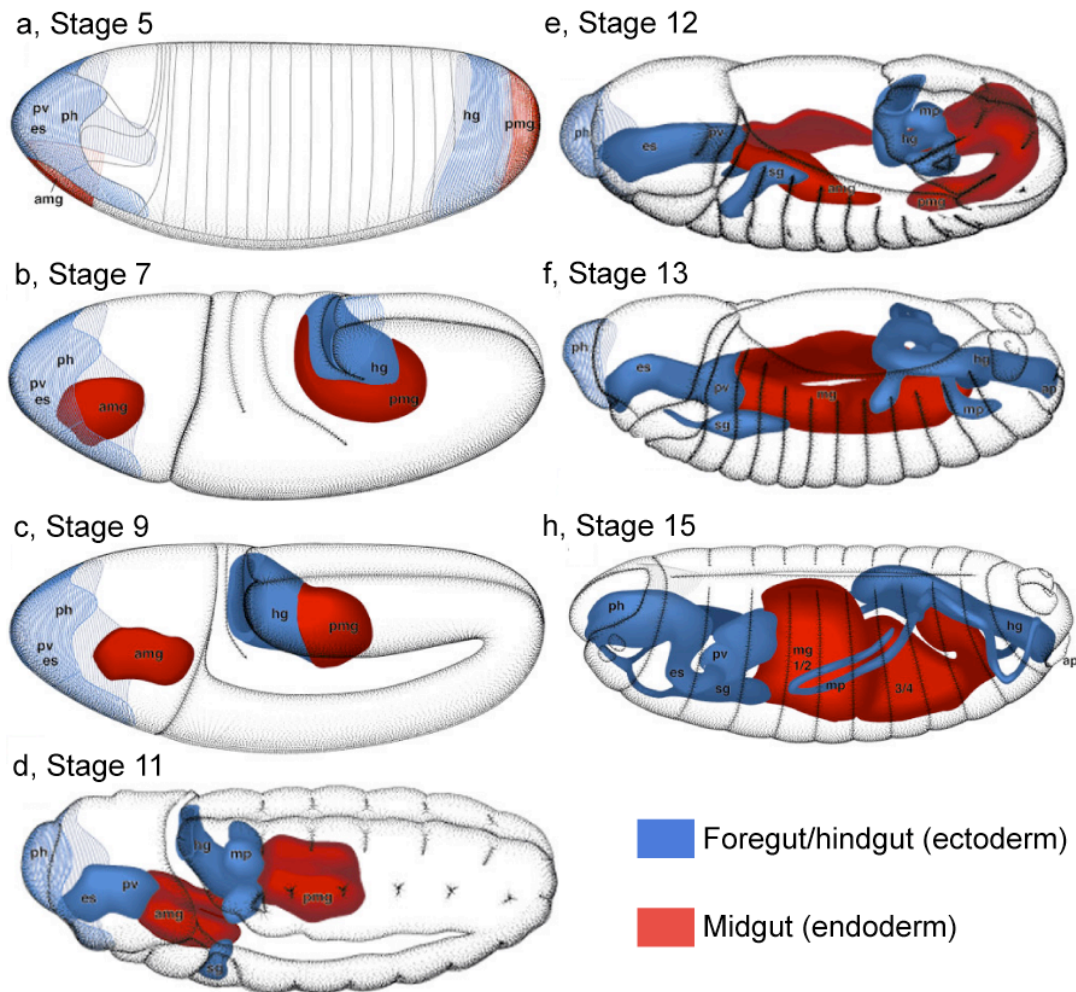 a, Stage 5
pv
ph
es
hg
pmg
amg
b, Stage 7
ph
pv
es
amg
hg
pmg
c, Stage 9
ph
pv
es
amg
hg
pmg
d, Stage 11
ph
hg
mp
pv
es
amg
pmg
sg
e, Stage 12
ph
es
pv
sg
amg
mp
hg
pmg
f, Stage 13
ph
es
pv
sg
mg
hg
ap
mp
h, Stage 15
ph
es
pv
sg
mg
1/2
mp
3/4
hg
ap
Foregut/hindgut (ectoderm)
Midgut (endoderm)